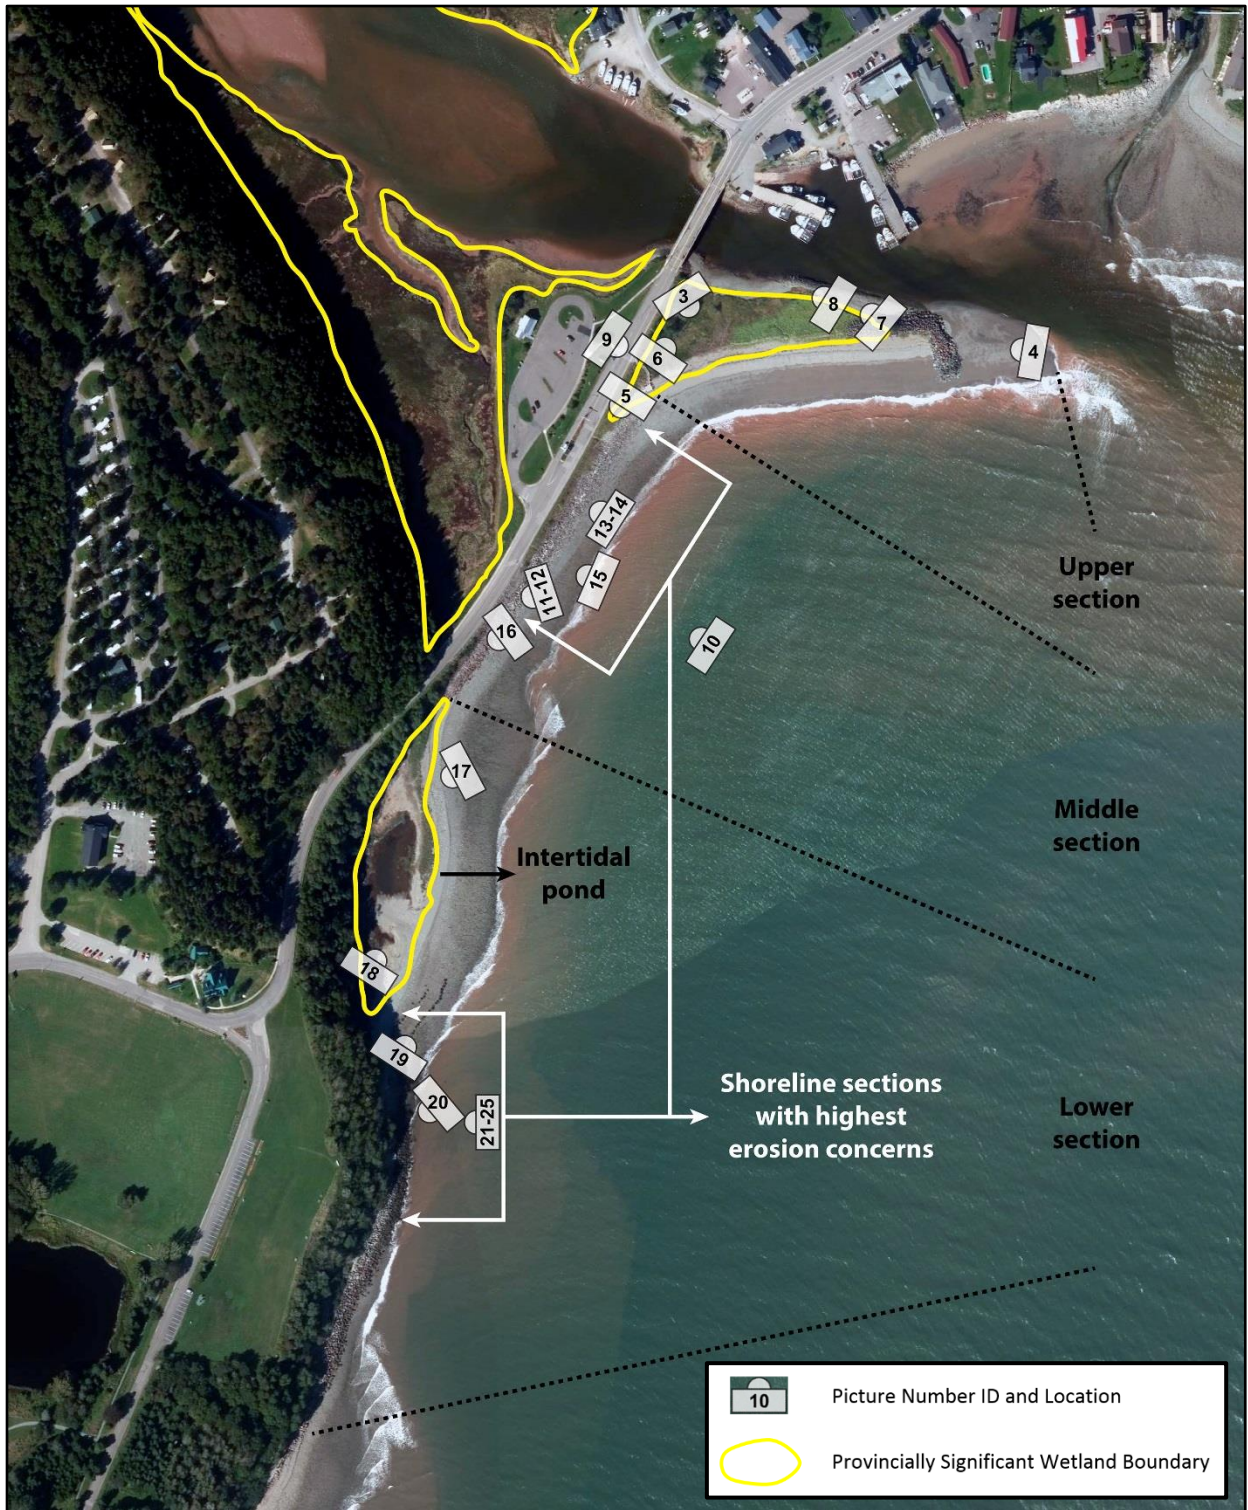 3
8
7
9
4
6
5
13-14
Upper
section
15
11-12
16
10
17
Middle
section
Intertidal
pond
18
19
Shoreline sections
with highest
erosion concerns
20
21-25
Lower
section
10 Picture Number ID and Location
Provincially Significant Wetland Boundary